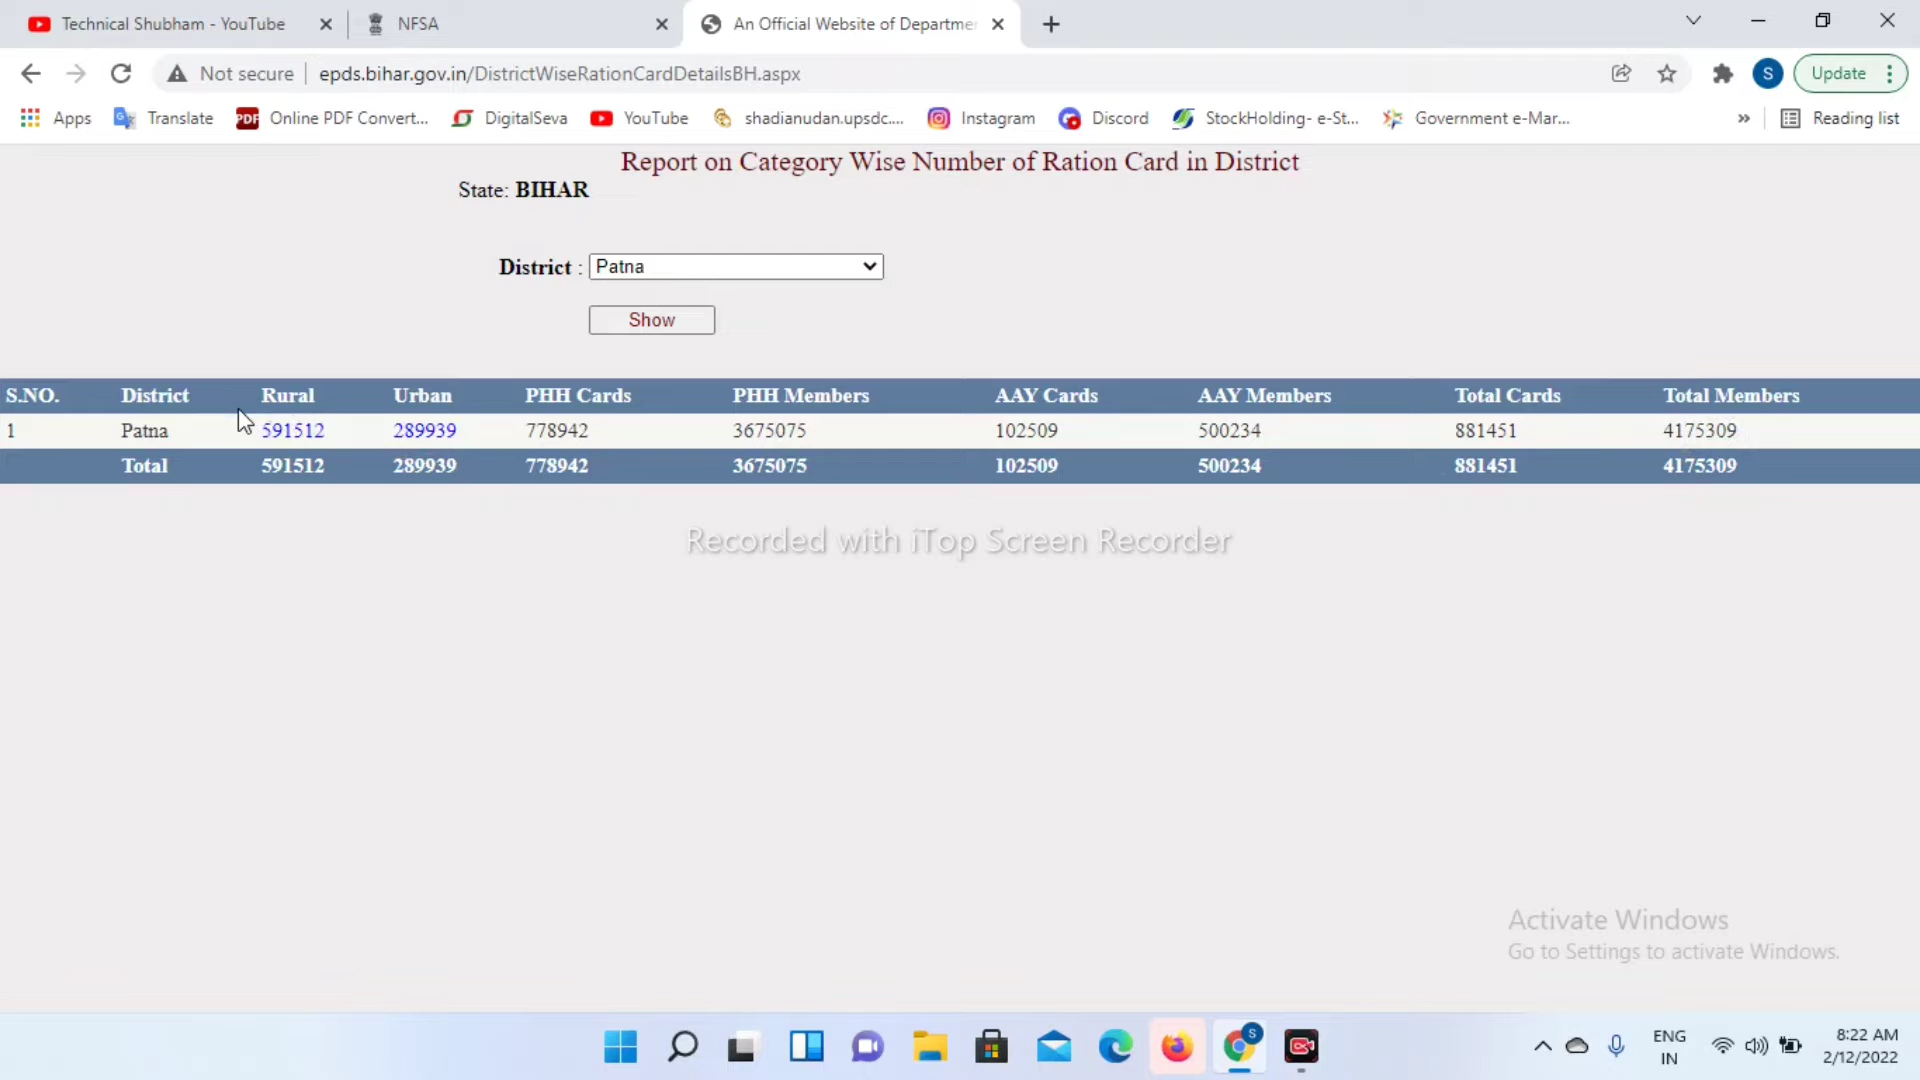 Technical Shubham - YouTube
NFSA
An Official Website of Departme
Not secure
epds.bihar.gov.in/DistrictWiseRationCardDetailsBH.aspx
S
Update
Apps
Translate
PDF
Online PDF Convert...
DigitalSeva
YouTube
shadianudan.upsdc....
Instagram
Discord
StockHolding- e-St...
Government e-Mar...
»
Reading list
Report on Category Wise Number of Ration Card in District
State: BIHAR
District : Patna
Show
S.NO. District Rural Urban PHH Cards PHH Members AAY Cards AAY Members Total Cards Total Members
1 Patna 591512 289939 778942 3675075 102509 500234 881451 4175309
Total 591512 289939 778942 3675075 102509 500234 881451 4175309
Recorded with iTop Screen Recorder
Activate Windows
Go to Settings to activate Windows.
S
ENG
IN
8:22 AM
2/12/2022